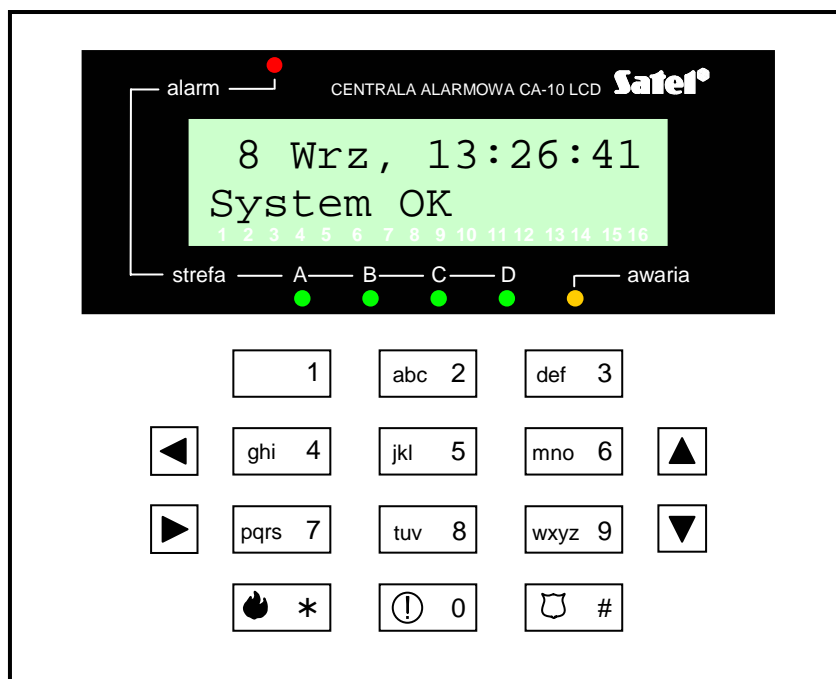 alarm CENTRALA ALARMOWA CA-10 LCD Satel®
8 Wrz, 13:26:41
System OK
1 2 3 4 5 6 7 8 9 10 11 12 13 14 15 16
strefa A B C D awaria
1 abc 2 def 3
ghi 4 jkl 5 mno 6
pqrs 7 tuv 8 wxyz 9
* 0 #